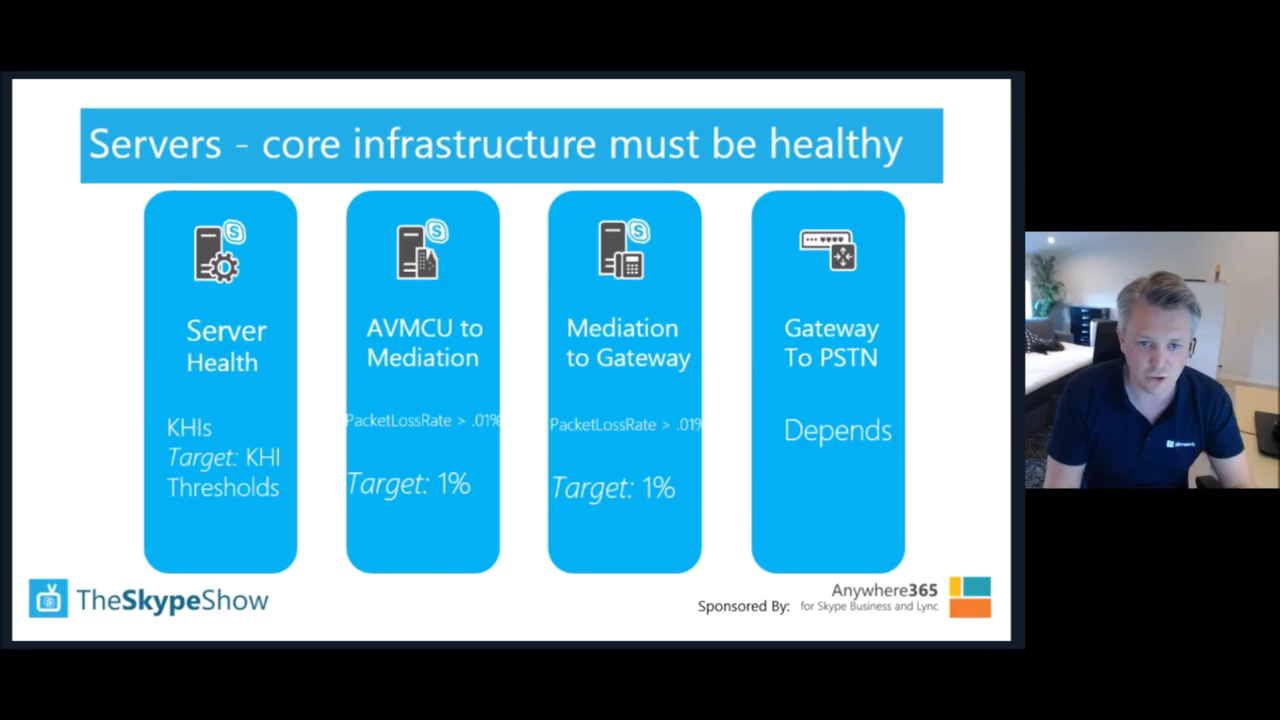 Servers - core infrastructure must be healthy
Server
Health
KHIs
Target: KHI
Thresholds
AVMCU to
Mediation
PacketLossRate > .01%
Target: 1%
Mediation
to Gateway
PacketLossRate > .019
Target: 1%
Gateway
To PSTN
Depends
TheSkypeShow
Sponsored By:
Anywhere365
for Skype Business and Lync